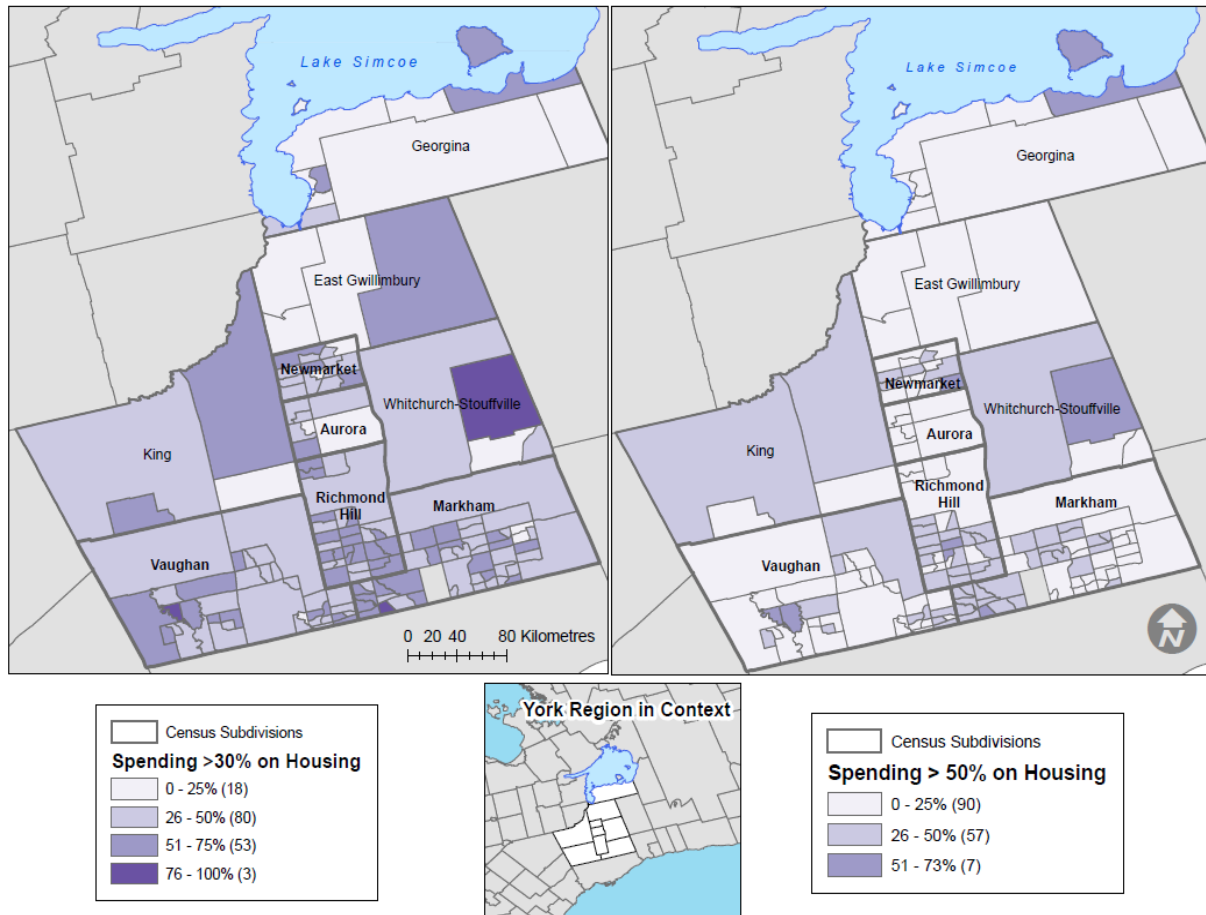 Lake Simcoe
Georgina
East Gwillimbury
Newmarket
Whitchurch-Stouffville
Aurora
King
Richmond
Hill
Markham
Vaughan
0 20 40 80 Kilometres
Lake Simcoe
Georgina
East Gwillimbury
Newmarket
Whitchurch-Stouffville
Aurora
King
Richmond
Hill
Markham
Vaughan
N
Census Subdivisions
Spending >30% on Housing
0 - 25% (18)
26 - 50% (80)
51 - 75% (53)
76 - 100% (3)
York Region in Context
Census Subdivisions
Spending > 50% on Housing
0 - 25% (90)
26 - 50% (57)
51 - 73% (7)